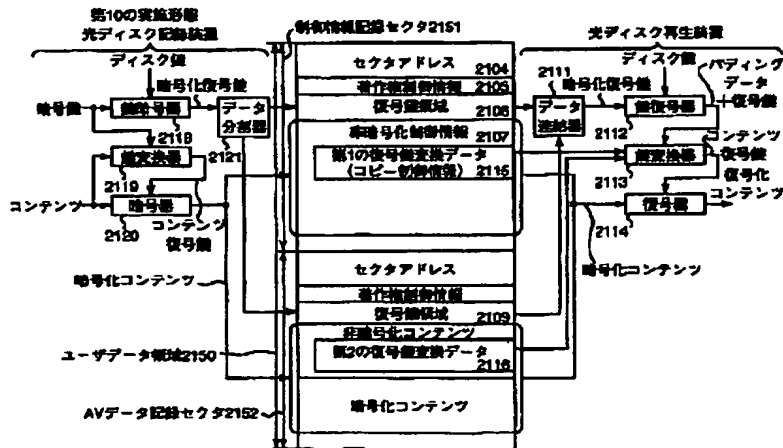 第10の実施形態
光ディスク記録装置
ディスク鍵
暗号鍵
暗号化復号鍵
鍵暗号器
2118
データ
分割器
2121
鍵変換器
2119
コンテンツ
暗号器
2120
コンテンツ
復号鍵
暗号化コンテンツ
ユーザデータ領域2150
AVデータ記録セクタ2152
制御情報記録セクタ2151
セクタアドレス
2104
著作権制御情報
2105
復号鍵領域
2106
非暗号化制御情報
2107
第1の復号鍵変換データ
(コピー制御情報)
2115
セクタアドレス
著作権制御情報
復号鍵領域
2109
非暗号化コンテンツ
第2の復号鍵変換データ
2116
暗号化コンテンツ
光ディスク再生装置
ディスク鍵
2111
暗号化復号鍵
データ
連結器
鍵復号器
2112
パディング
データ
+復号鍵
鍵変換器
2113
コンテンツ
復号鍵
復号器
2114
復号化
コンテンツ
暗号化コンテンツ